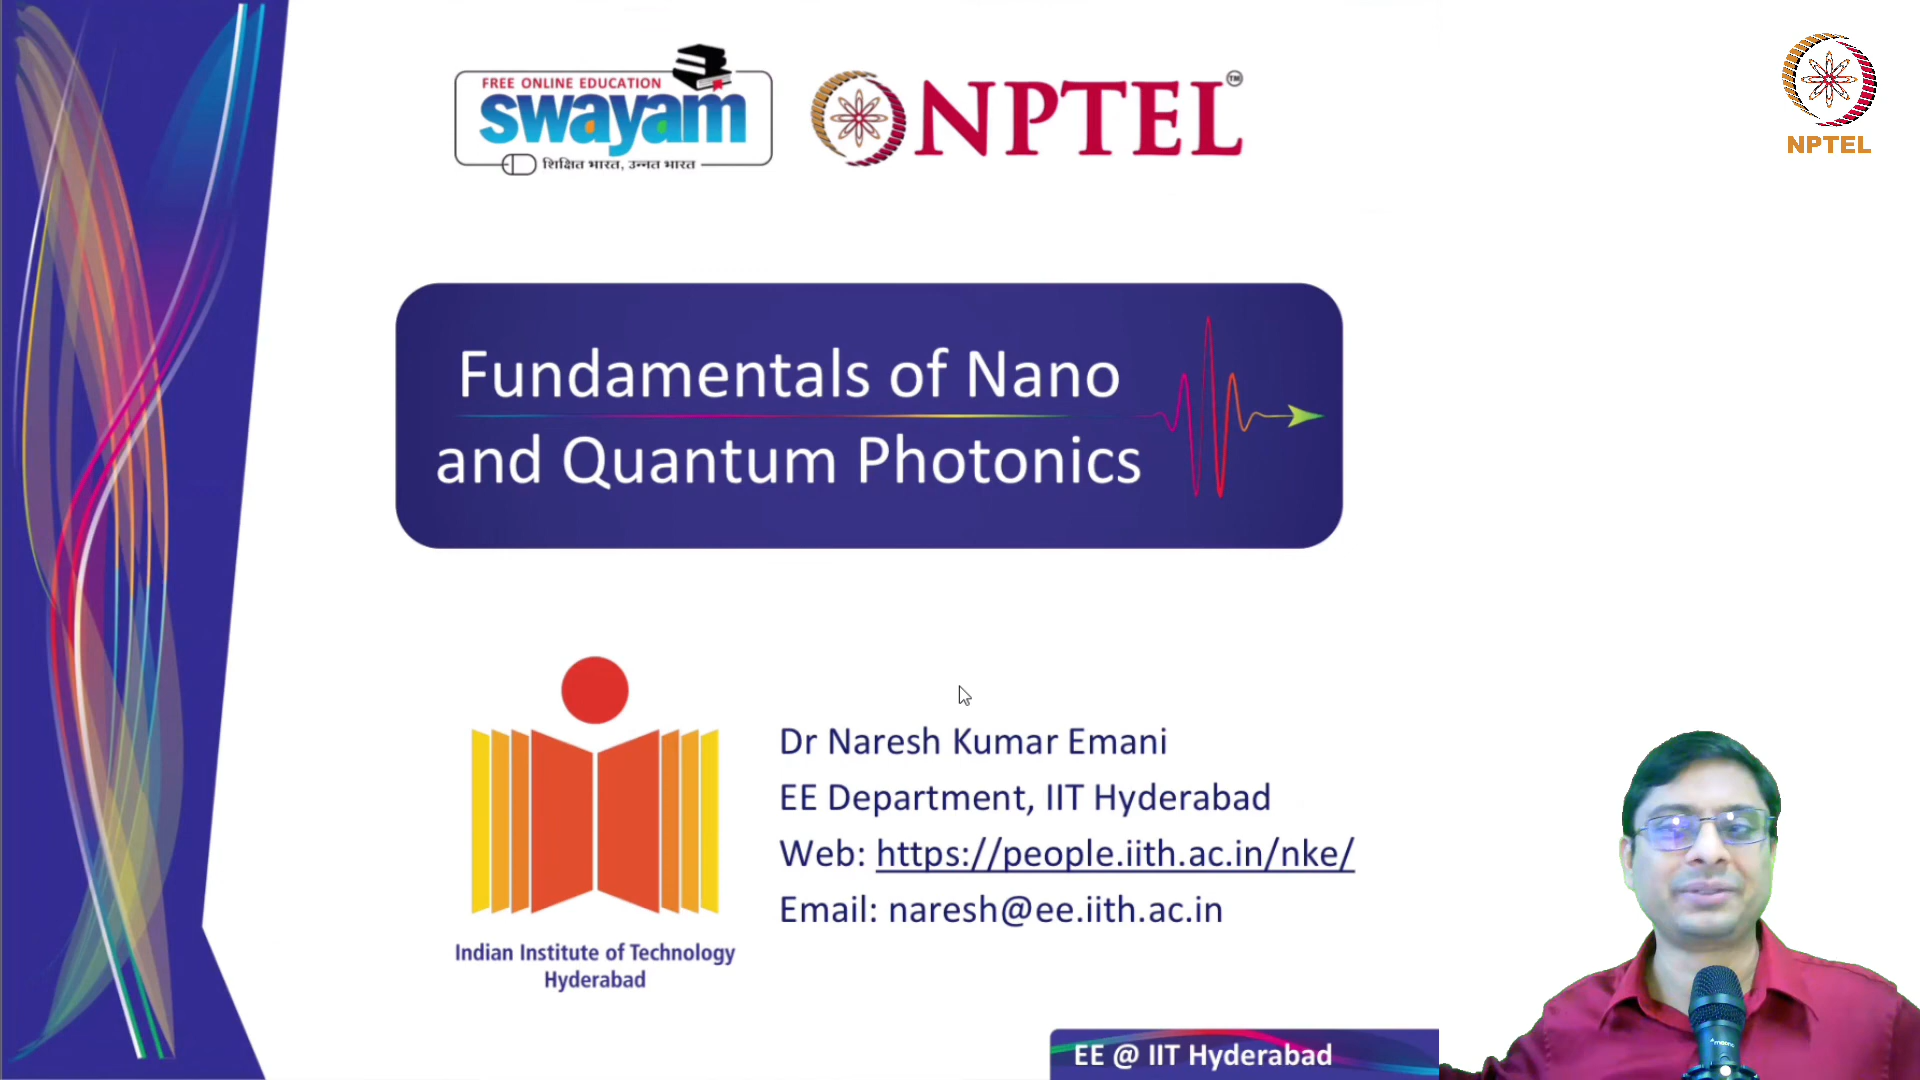 FREE ONLINE EDUCATION
swayam
शिक्षित भारत, उन्नत भारत
NPTEL
TM
NPTEL
Fundamentals of Nano
and Quantum Photonics
Dr Naresh Kumar Emani
EE Department, IIT Hyderabad
Web: https://people.iith.ac.in/nke/
Email: naresh@ee.iith.ac.in
Indian Institute of Technology
Hyderabad
EE @ IIT Hyderabad
maono